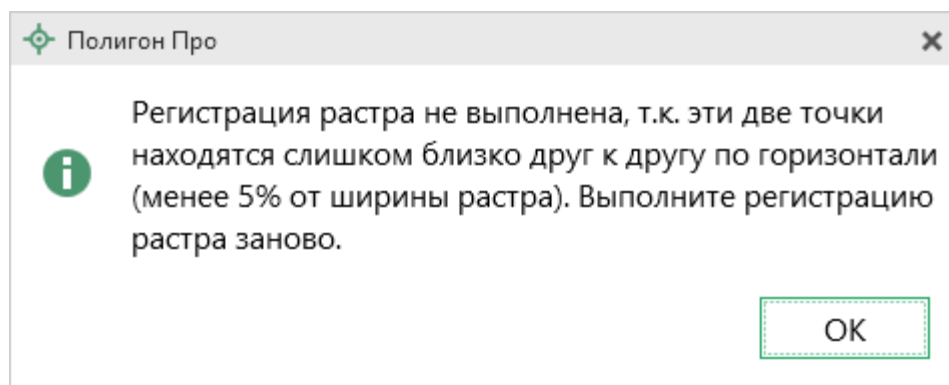 Полигон Про
Регистрация растра не выполнена, т.к. эти две точки
находятся слишком близко друг к другу по горизонтали
(менее 5% от ширины растра). Выполните регистрацию
растра заново.
ОК